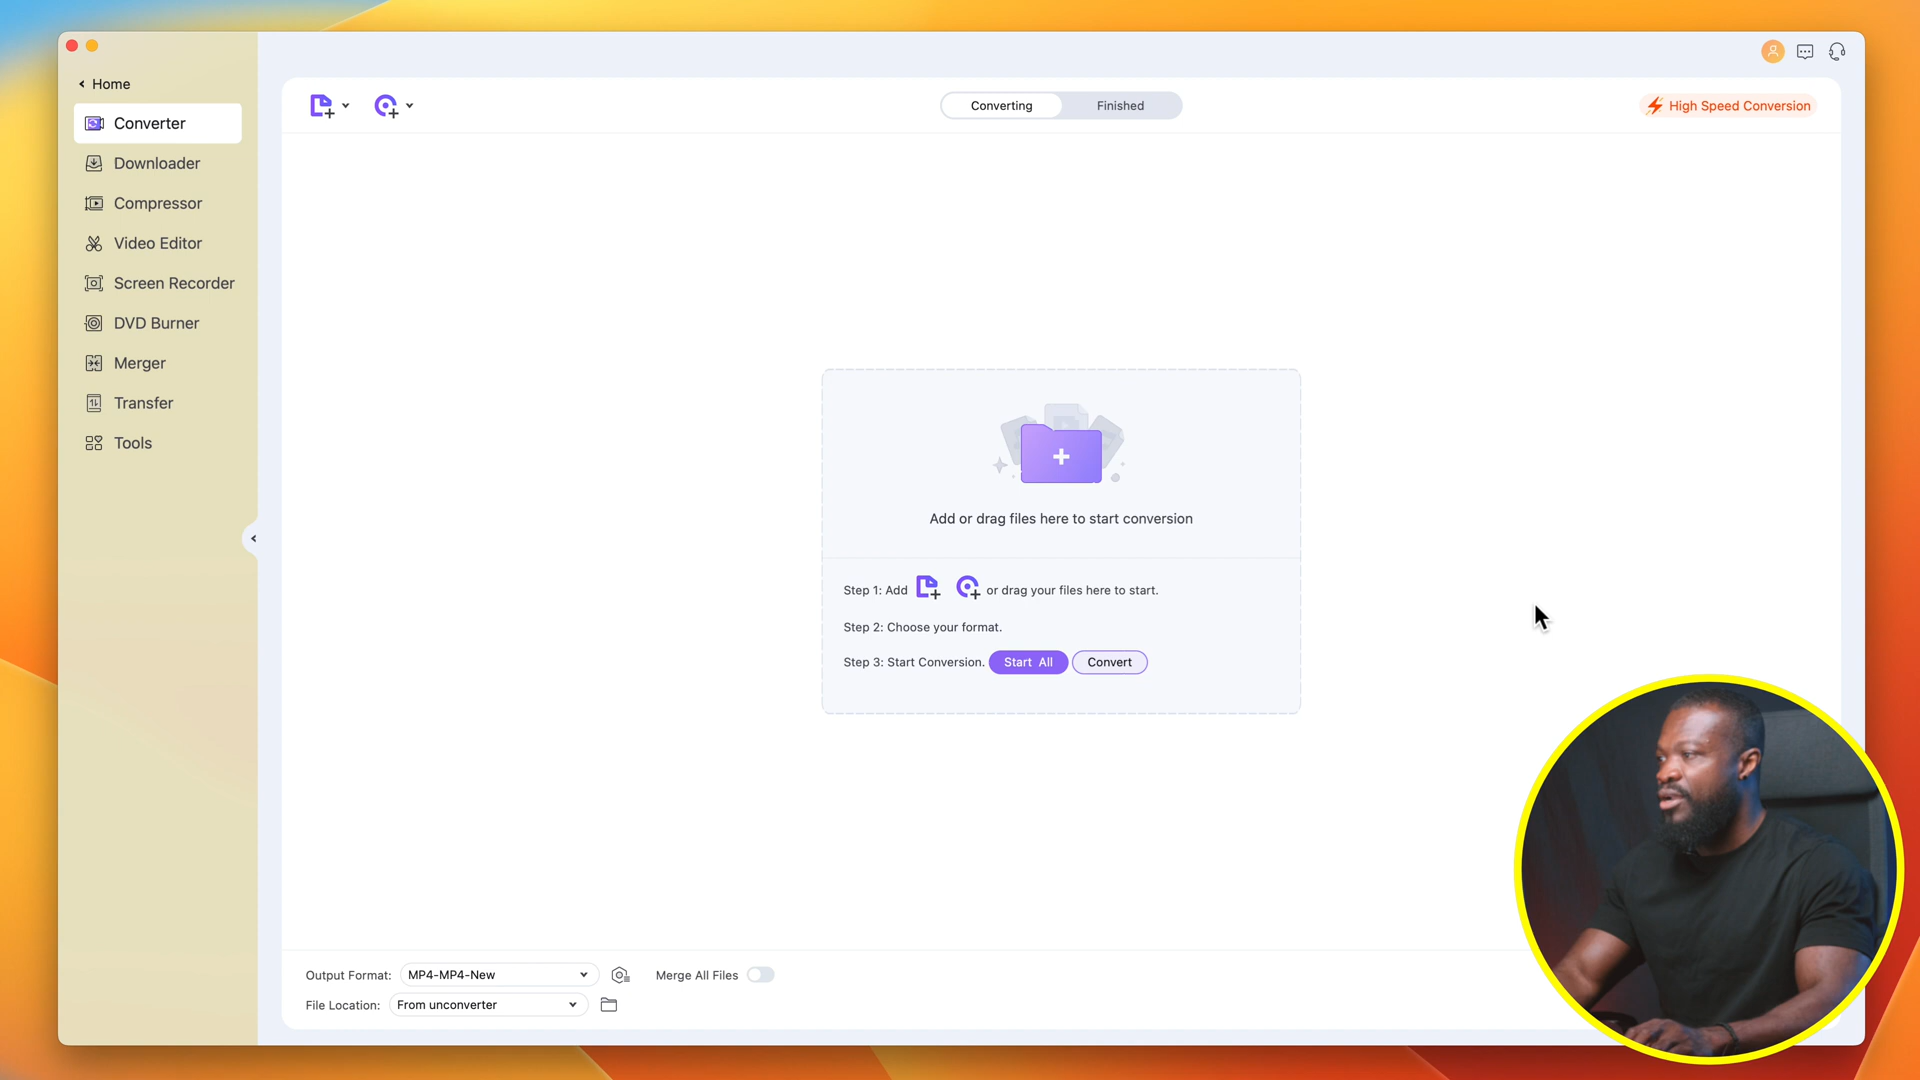 Home
Converter
Downloader
Compressor
Video Editor
Screen Recorder
DVD Burner
Merger
Transfer
Tools
Converting
Finished
High Speed Conversion
Add or drag files here to start conversion
Step 1: Add or drag your files here to start.
Step 2: Choose your format.
Step 3: Start Conversion. Start All Convert
Output Format: MP4-MP4-New Merge All Files
File Location: From unconverter